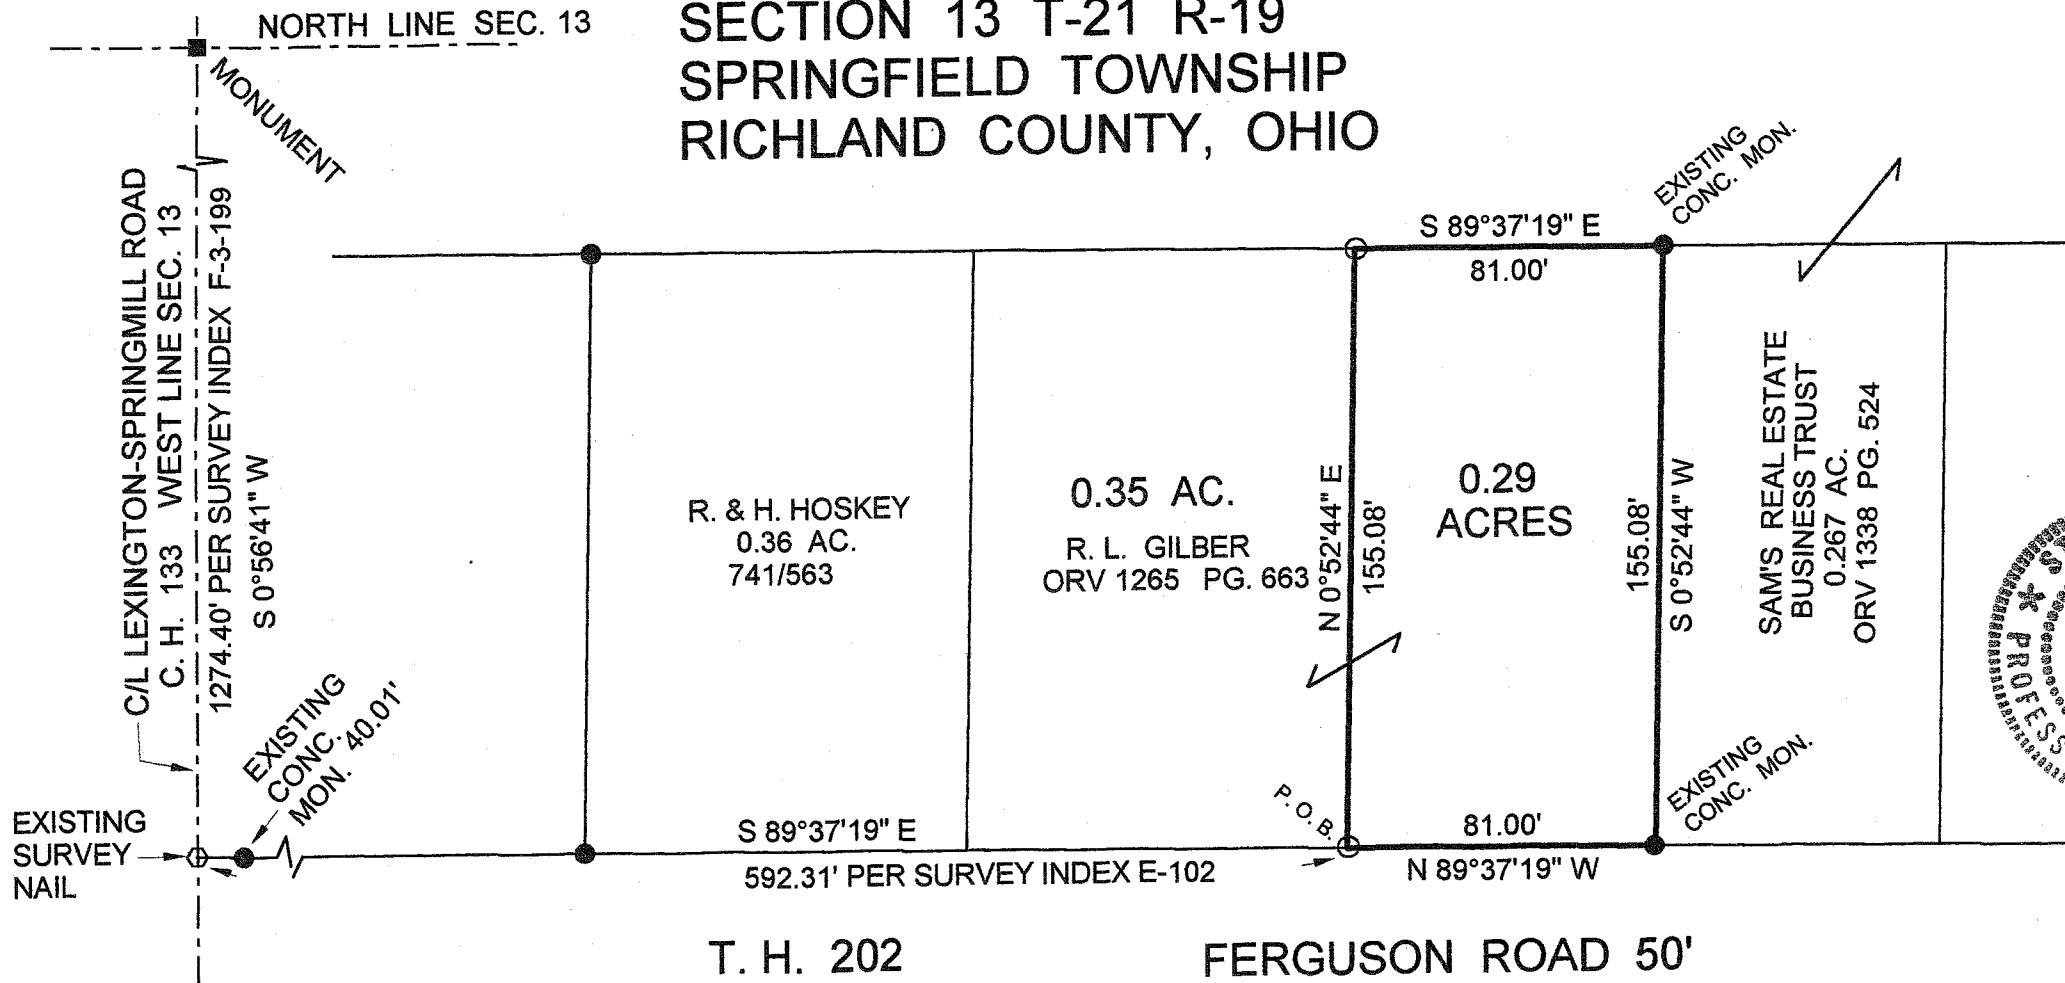 NORTH LINE SEC. 13
SECTION 13 T-21 R-19
SPRINGFIELD TOWNSHIP
RICHLAND COUNTY, OHIO
MONUMENT
C/L LEXINGTON-SPRINGMILL ROAD
C. H. 133 WEST LINE SEC. 13
1274.40' PER SURVEY INDEX F-3-199
S 0°56'41" W
EXISTING
CONC. MON.
S 89°37'19" E
81.00'
R. & H. HOSKEY
0.36 AC.
741/563
0.35 AC.
R. L. GILBER
ORV 1265 PG. 663
N 0°52'44" E
155.08'
0.29
ACRES
155.08'
S 0°52'44" W
SAM'S REAL ESTATE
BUSINESS TRUST
0.267 AC.
ORV 1338 PG. 524
PROFESS
EXISTING
CONC.
MON.
40.01'
EXISTING
SURVEY
NAIL
S 89°37'19" E
592.31' PER SURVEY INDEX E-102
P. O. B.
81.00'
N 89°37'19" W
EXISTING
CONC. MON.
T. H. 202
FERGUSON ROAD 50'